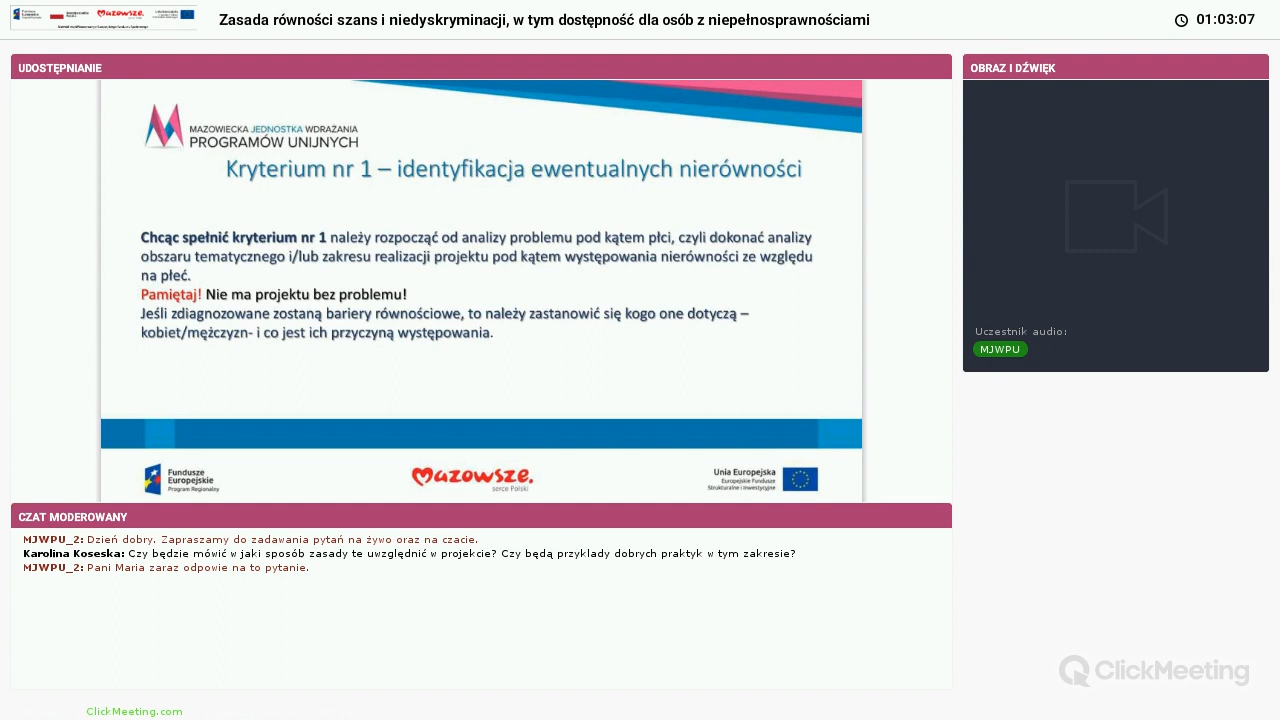 Fundusze
Europejskie
Zasada równości szans i niedyskryminacji, w tym dostępność dla osób z niepełnosprawnościami
01:03:07
UDOSTĘPNIANIE
OBRAZ I DŹWIĘK
MAZOWIECKA JEDNOSTKA WDRAŻANIA
PROGRAMÓW UNIJNYCH
Kryterium nr 1 – identyfikacja ewentualnych nierówności
Chcąc spełnić kryterium nr 1 należy rozpocząć od analizy problemu pod kątem płci, czyli dokonać analizy
obszaru tematycznego i/lub zakresu realizacji projektu pod kątem występowania nierówności ze względu
na płeć.
Pamiętaj! Nie ma projektu bez problemu!
Jeśli zdiagnozowane zostaną bariery równościowe, to należy zastanowić się kogo one dotyczą –
kobiet/mężczyzn- i co jest ich przyczyną występowania.
Uczestnik audio:
MJWPU
Fundusze
Europejskie
Program Regionalny
mazowsze.
serce Polski
Unia Europejska
Europejskie Fundusze
Strukturalne i Inwestycyjne
CZAT MODEROWANY
MJWPU_2: Dzień dobry. Zapraszamy do zadawania pytań na żywo oraz na czacie.
Karolina Koseska: Czy będzie mówić w jaki sposób zasady te uwzględnić w projekcie? Czy będą przyklady dobrych praktyk w tym zakresie?
MJWPU_2: Pani Maria zaraz odpowie na to pytanie.
ClickMeeting
ClickMeeting.com